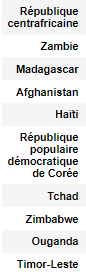 République
centrafricaine
Zambie
Madagascar
Afghanistan
Haïti
République
populaire
démocratique
de Corée
Tchad
Zimbabwe
Ouganda
Timor-Leste